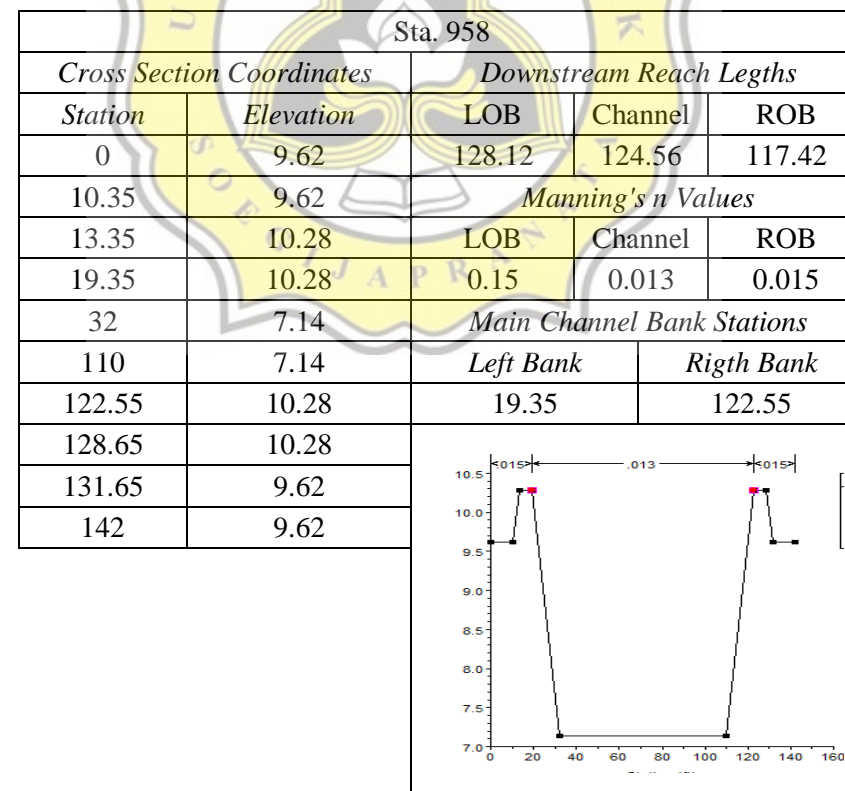 Sta. 958
Cross Section Coordinates Downstream Reach Legths
Station Elevation LOB Channel ROB
0 9.62 128.12 124.56 117.42
10.35 9.62 Manning's n Values
13.35 10.28 LOB Channel ROB
19.35 10.28 0.15 0.013 0.015
32 7.14 Main Channel Bank Stations
110 7.14 Left Bank Rigth Bank
122.55 10.28 19.35 122.55
128.65 10.28
131.65 9.62
142 9.62
.015 .013 .015
10.5
10.0
9.5
9.0
8.5
8.0
7.5
7.0
0 20 40 60 80 100 120 140 160
SOEGIJAPRANATA
U
K